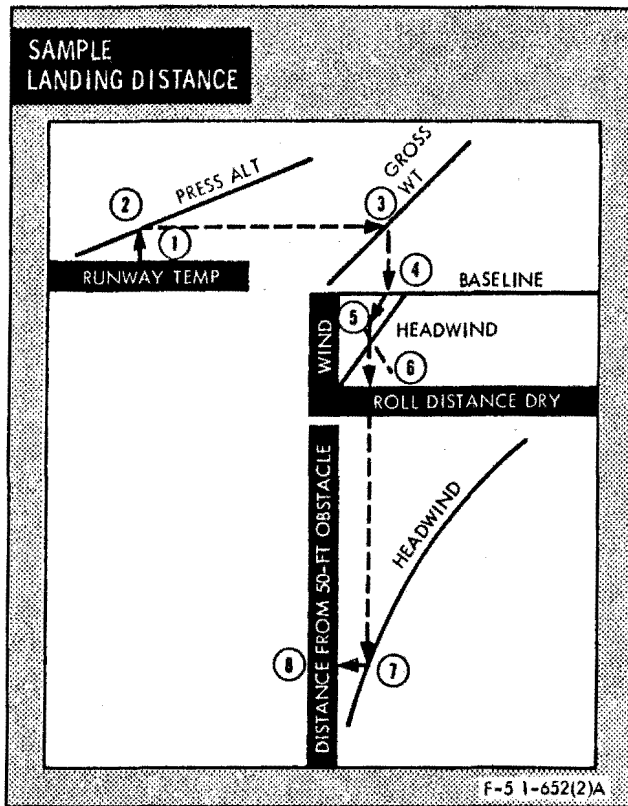 SAMPLE
LANDING DISTANCE
PRESS ALT
GROSS
WT
2
1
3
RUNWAY TEMP
4
BASELINE
WIND
5
HEADWIND
6
ROLL DISTANCE DRY
DISTANCE FROM 50-FT OBSTACLE
HEADWIND
8
7
F-5 1-652(2)A